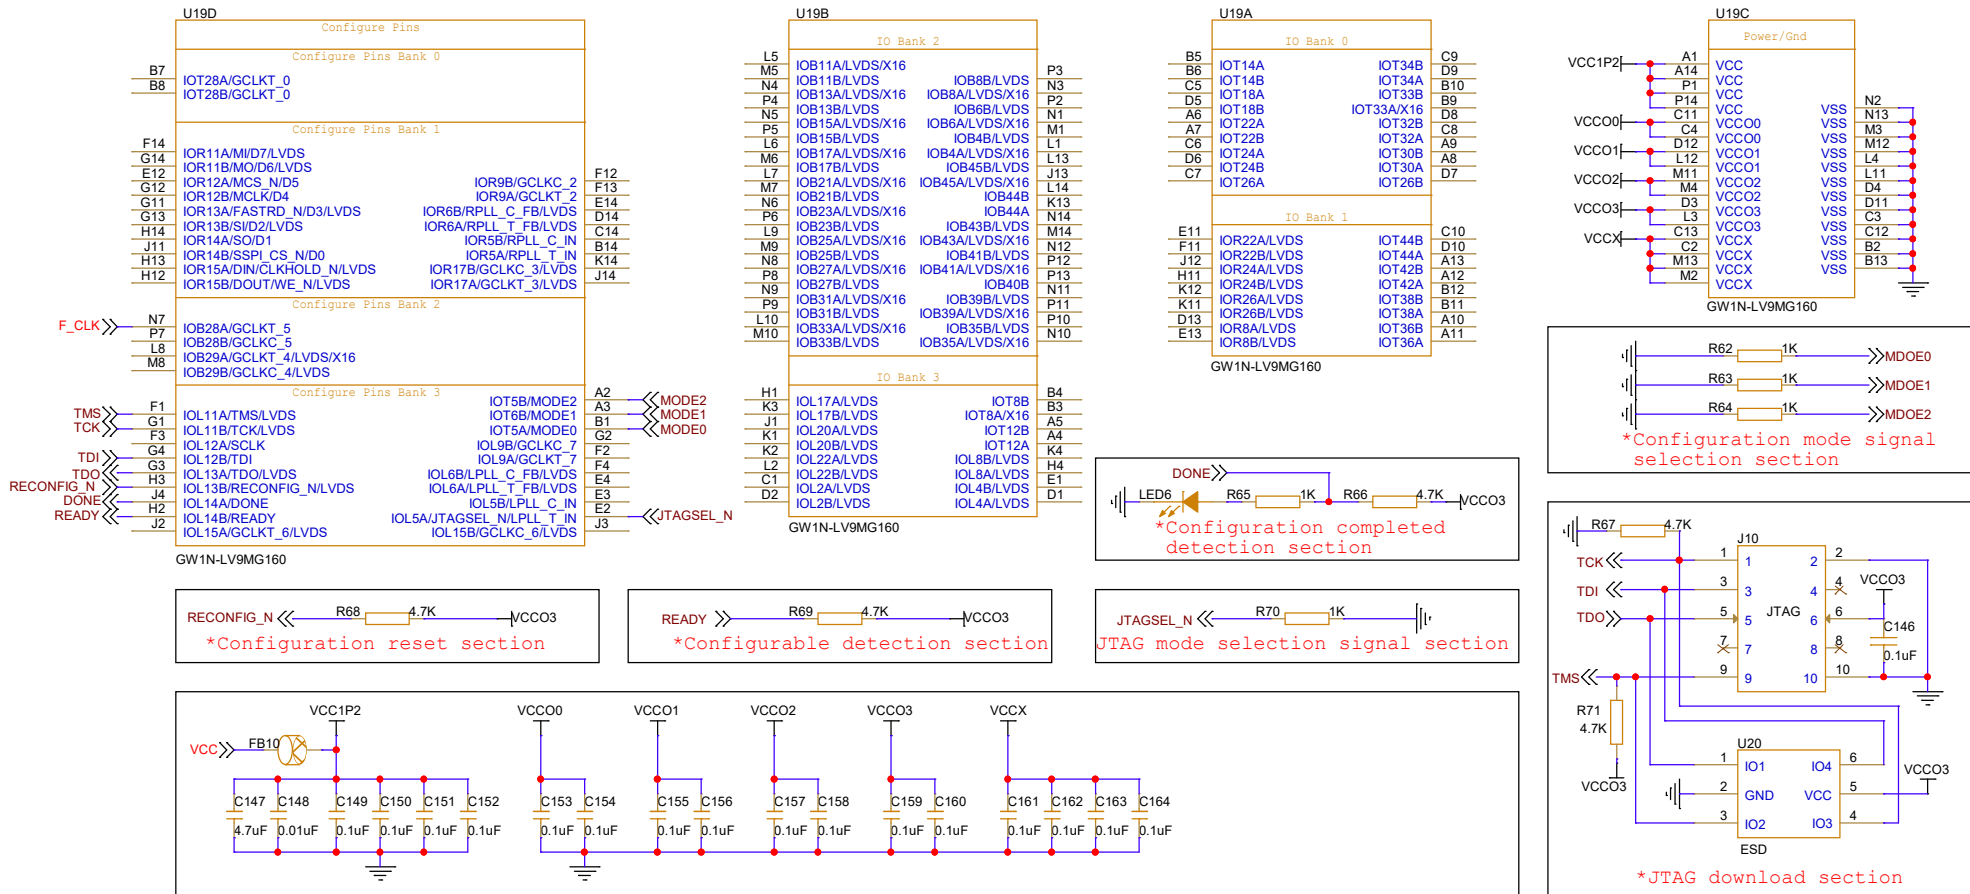 U19D
Configure Pins
Configure Pins Bank 0
B7 IOT28A/GCLKT_0
B8 IOT28B/GCLKT_0
Configure Pins Bank 1
F14 IOR11A/MI/D7/LVDS
G14 IOR11B/MO/D6/LVDS
E12 IOR12A/MCS_N/D5 IOR9B/GCLKC_2 F12
G12 IOR12B/MCLK/D4 IOR9A/GCLKT_2 F13
G11 IOR13A/FASTRD_N/D3/LVDS IOR6B/RPLL_C_FB/LVDS E14
G13 IOR13B/SI/D2/LVDS IOR6A/RPLL_T_FB/LVDS D14
H14 IOR14A/SO/D1 IOR5B/RPLL_C_IN C14
J11 IOR14B/SSPI_CS_N/D0 IOR5A/RPLL_T_IN B14
H13 IOR15A/DIN/CLKHOLD_N/LVDS IOR17B/GCLKC_3/LVDS K14
H12 IOR15B/DOUT/WE_N/LVDS IOR17A/GCLKT_3/LVDS J14
Configure Pins Bank 2
F_CLK N7 IOB28A/GCLKT_5
P7 IOB28B/GCLKC_5
L8 IOB29A/GCLKT_4/LVDS/X16
M8 IOB29B/GCLKC_4/LVDS
Configure Pins Bank 3
IOT5B/MODE2 A2 MODE2
TMS F1 IOL11A/TMS/LVDS IOT6B/MODE1 A3 MODE1
TCK G1 IOL11B/TCK/LVDS IOT5A/MODE0 B1 MODE0
F3 IOL12A/SCLK IOL9B/GCLKC_7 G2
TDI G4 IOL12B/TDI IOL9A/GCLKT_7 F2
TDO G3 IOL13A/TDO/LVDS IOL6B/LPLL_C_FB/LVDS F4
RECONFIG_N H3 IOL13B/RECONFIG_N/LVDS IOL6A/LPLL_T_FB/LVDS E4
DONE J4 IOL14A/DONE IOL5B/LPLL_C_IN E3
READY H2 IOL14B/READY IOL5A/JTAGSEL_N/LPLL_T_IN E2 JTAGSEL_N
J2 IOL15A/GCLKT_6/LVDS IOL15B/GCLKC_6/LVDS J3
GW1N-LV9MG160
U19B
IO Bank 2
L5 IOB11A/LVDS/X16
M5 IOB11B/LVDS IOB8B/LVDS P3
N4 IOB13A/LVDS/X16 IOB8A/LVDS/X16 N3
P4 IOB13B/LVDS IOB6B/LVDS P2
N5 IOB15A/LVDS/X16 IOB6A/LVDS/X16 N1
P5 IOB15B/LVDS IOB4B/LVDS M1
L6 IOB17A/LVDS/X16 IOB4A/LVDS/X16 L1
M6 IOB17B/LVDS IOB45B/LVDS L13
L7 IOB21A/LVDS/X16 IOB45A/LVDS/X16 J13
M7 IOB21B/LVDS IOB44B L14
N6 IOB23A/LVDS/X16 IOB44A K13
P6 IOB23B/LVDS IOB43B/LVDS N14
L9 IOB25A/LVDS/X16 IOB43A/LVDS/X16 M14
M9 IOB25B/LVDS IOB41B/LVDS N12
N8 IOB27A/LVDS/X16 IOB41A/LVDS/X16 P12
P8 IOB27B/LVDS IOB40B P13
N9 IOB31A/LVDS/X16 IOB39B/LVDS N11
P9 IOB31B/LVDS IOB39A/LVDS/X16 P11
L10 IOB33A/LVDS/X16 IOB35B/LVDS P10
M10 IOB33B/LVDS IOB35A/LVDS/X16 N10
IO Bank 3
H1 IOL17A/LVDS IOT8B B4
K3 IOL17B/LVDS IOT8A/X16 B3
J1 IOL20A/LVDS IOT12B A5
K1 IOL20B/LVDS IOT12A A4
K2 IOL22A/LVDS IOL8B/LVDS K4
L2 IOL22B/LVDS IOL8A/LVDS H4
C1 IOL2A/LVDS IOL4B/LVDS E1
D2 IOL2B/LVDS IOL4A/LVDS D1
GW1N-LV9MG160
U19A
IO Bank 0
B5 IOT14A IOT34B C9
B6 IOT14B IOT34A D9
C5 IOT18A IOT33B B10
D5 IOT18B IOT33A/X16 B9
A6 IOT22A IOT32B D8
A7 IOT22B IOT32A C8
C6 IOT24A IOT30B A9
D6 IOT24B IOT30A A8
C7 IOT26A IOT26B D7
IO Bank 1
E11 IOR22A/LVDS IOT44B C10
F11 IOR22B/LVDS IOT44A D10
J12 IOR24A/LVDS IOT42B A13
H11 IOR24B/LVDS IOT42A A12
K12 IOR26A/LVDS IOT38B B12
K11 IOR26B/LVDS IOT38A B11
D13 IOR8A/LVDS IOT36B A10
E13 IOR8B/LVDS IOT36A A11
GW1N-LV9MG160
U19C
Power/Gnd
VCC1P2 A1 VCC
A14 VCC
P1 VCC
P14 VCC VSS N2
VCCO0 C11 VCCO0 VSS N13
C4 VCCO0 VSS M3
VCCO1 D12 VCCO1 VSS M12
L12 VCCO1 VSS L4
VCCO2 M11 VCCO2 VSS L11
M4 VCCO2 VSS D4
VCCO3 D3 VCCO3 VSS D11
L3 VCCO3 VSS C3
VCCX C13 VCCX VSS C12
C2 VCCX VSS B2
M13 VCCX VSS B13
M2 VCCX
GW1N-LV9MG160
R62 1K MDOE0
R63 1K MDOE1
R64 1K MDOE2
*Configuration mode signal
selection section
DONE
LED6 R65 1K R66 4.7K VCCO3
*Configuration completed
detection section
RECONFIG_N R68 4.7K VCCO3
*Configuration reset section
READY R69 4.7K VCCO3
*Configurable detection section
JTAGSEL_N R70 1K
JTAG mode selection signal section
R67 4.7K
J10
TCK 1 1 2 2
TDI 3 3 4 4 VCCO3
TDO 5 5 JTAG 6 6
7 7 8 8 C146 0.1uF
TMS 9 9 10 10
R71
4.7K
VCCO3
U20
1 IO1 IO4 6
2 GND VCC 5 VCCO3
3 IO2 IO3 4
ESD
*JTAG download section
VCC1P2 VCCO0 VCCO1 VCCO2 VCCO3 VCCX
VCC FB10
C147 C148 C149 C150 C151 C152 C153 C154 C155 C156 C157 C158 C159 C160 C161 C162 C163 C164
4.7uF 0.01uF 0.1uF 0.1uF 0.1uF 0.1uF 0.1uF 0.1uF 0.1uF 0.1uF 0.1uF 0.1uF 0.1uF 0.1uF 0.1uF 0.1uF 0.1uF 0.1uF